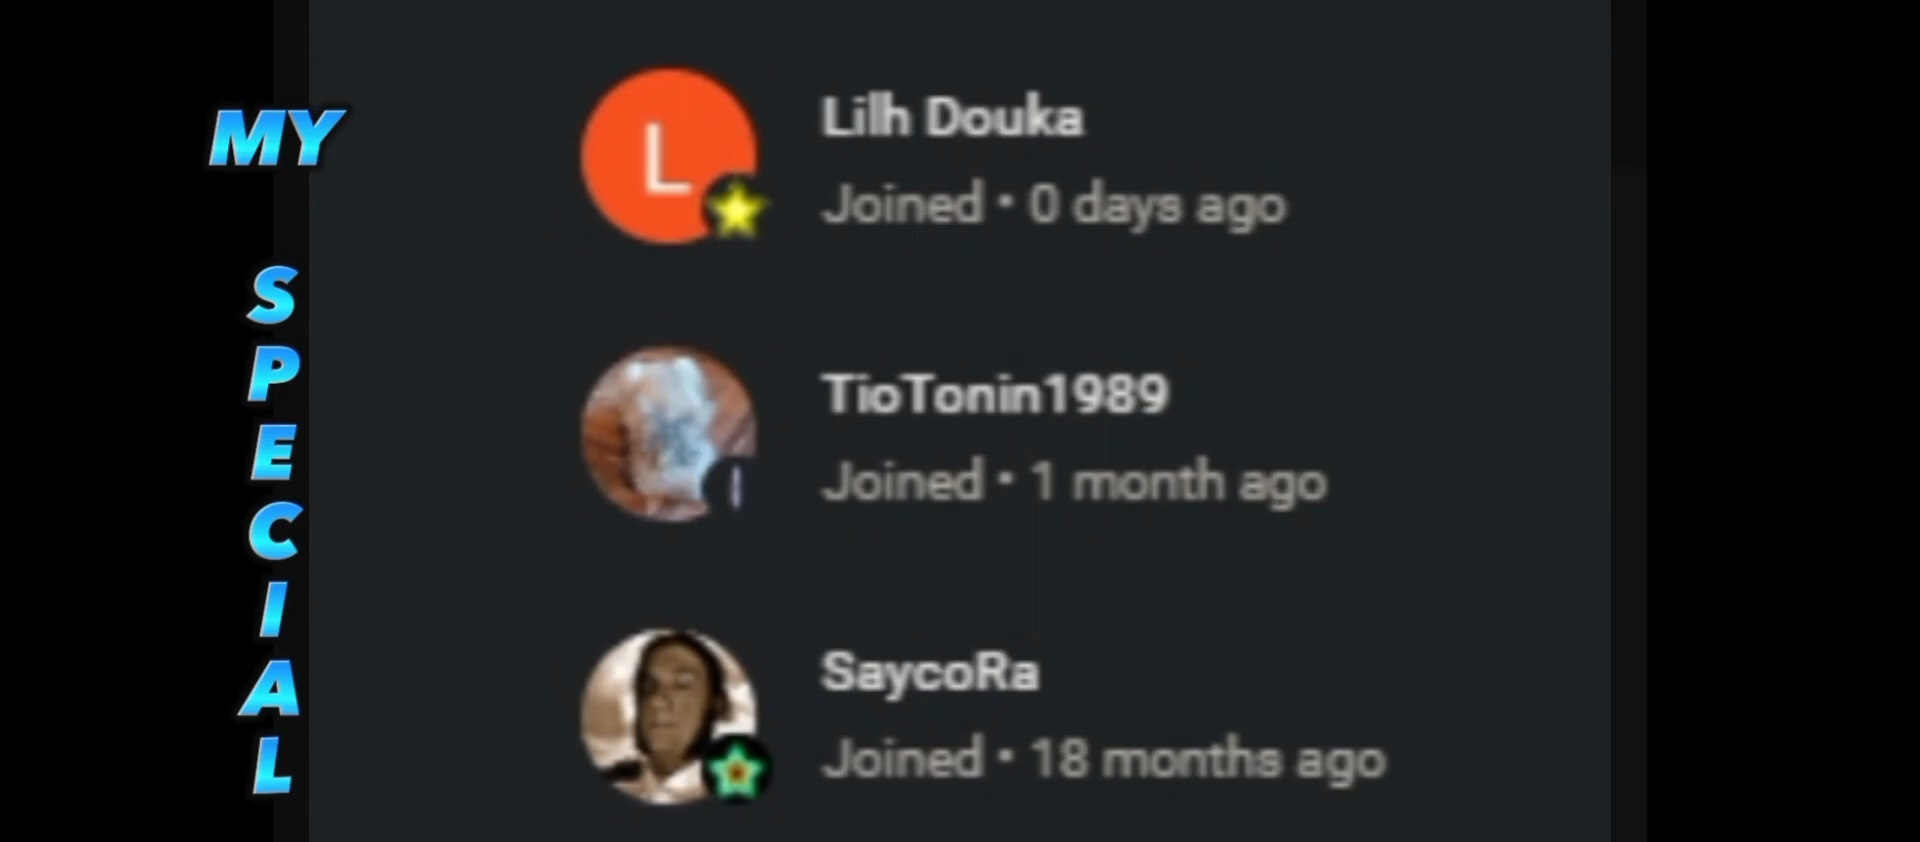 MY
SPECIAL
L
Lilh Douka
Joined • 0 days ago
TioTonin1989
Joined • 1 month ago
SaycoRa
Joined • 18 months ago